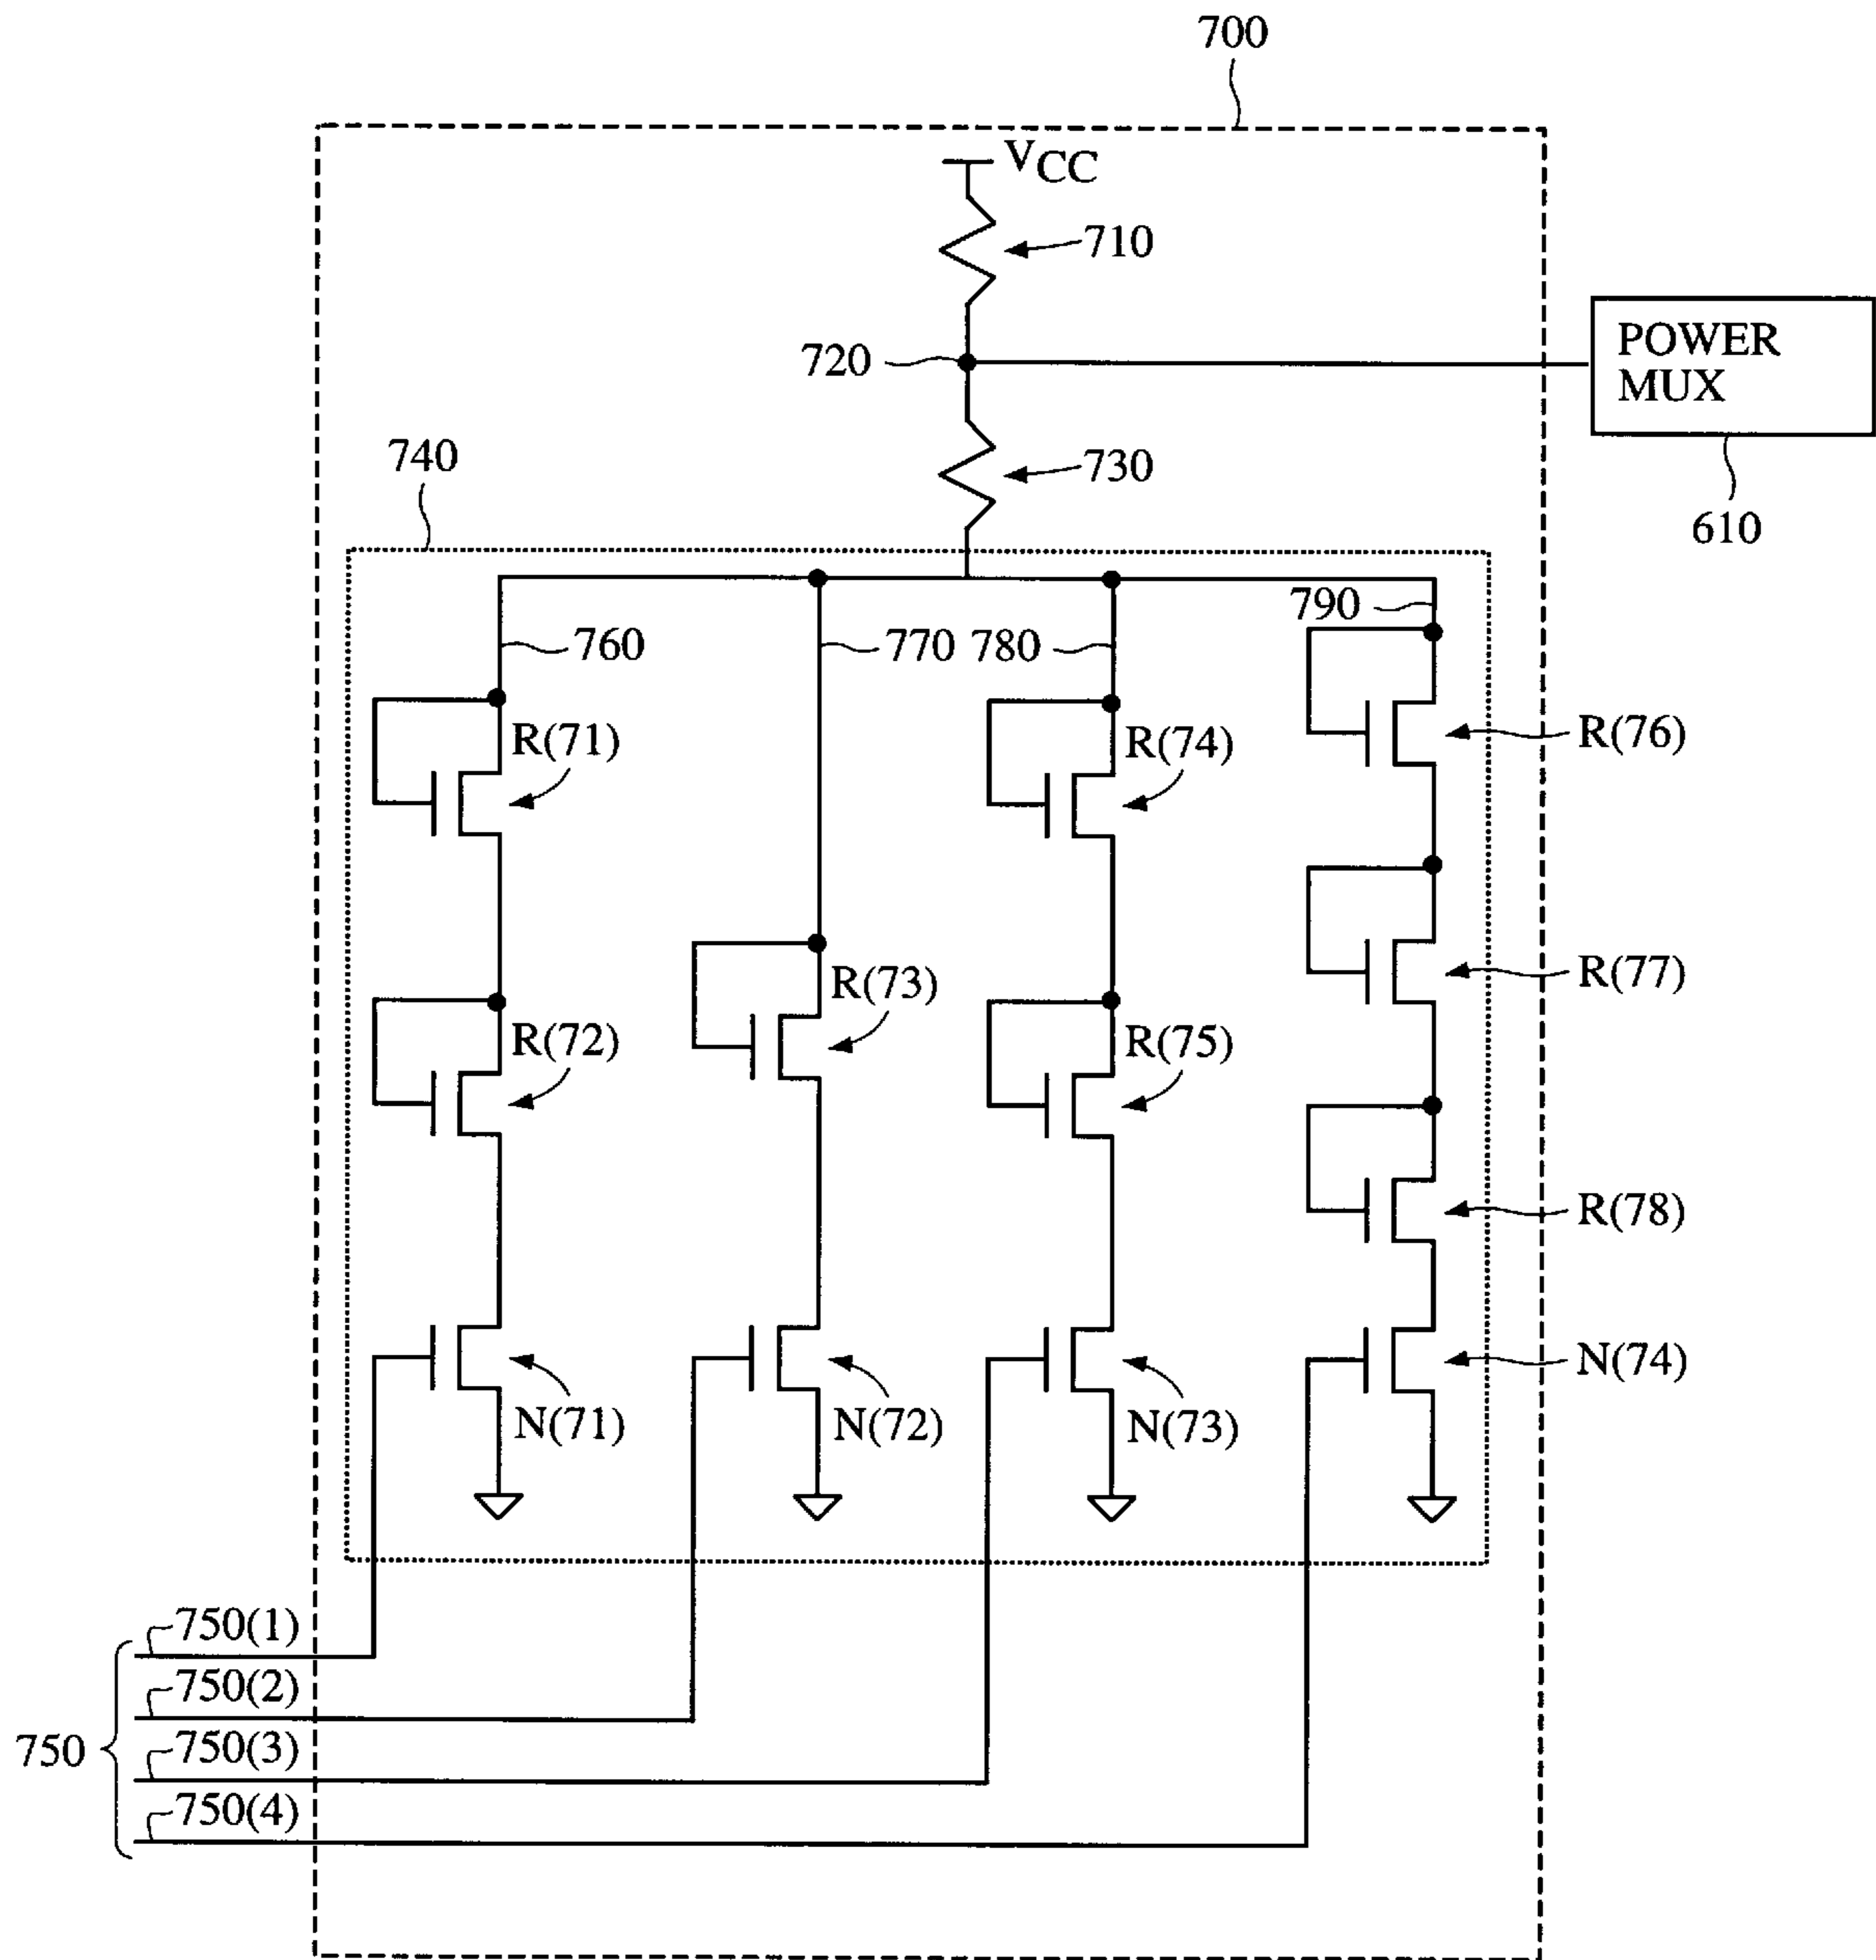 700
VCC
710
720
POWER
MUX
740
730
610
790
760
770
780
R(71)
R(74)
R(76)
R(73)
R(77)
R(72)
R(75)
R(78)
N(74)
N(71)
N(72)
N(73)
750(1)
750(2)
750
750(3)
750(4)